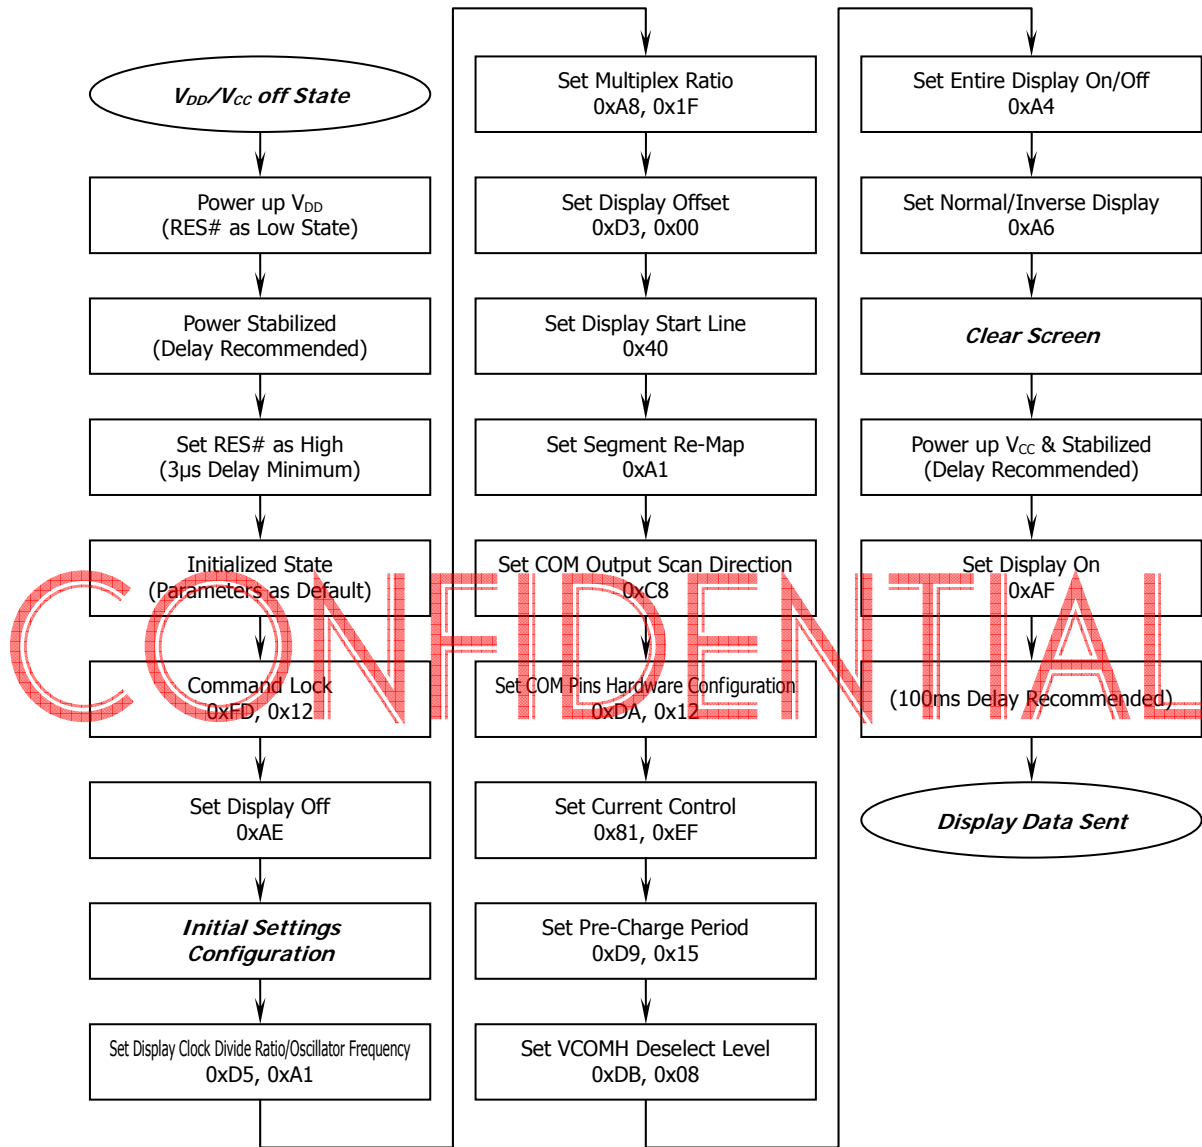 V_DD/V_CC off State
Power up V_DD
(RES# as Low State)
Power Stabilized
(Delay Recommended)
Set RES# as High
(3µs Delay Minimum)
Initialized State
(Parameters as Default)
Command Lock
0xFD, 0x12
Set Display Off
0xAE
Initial Settings
Configuration
Set Display Clock Divide Ratio/Oscillator Frequency
0xD5, 0xA1
Set Multiplex Ratio
0xA8, 0x1F
Set Display Offset
0xD3, 0x00
Set Display Start Line
0x40
Set Segment Re-Map
0xA1
Set COM Output Scan Direction
0xC8
Set COM Pins Hardware Configuration
0xDA, 0x12
Set Current Control
0x81, 0xEF
Set Pre-Charge Period
0xD9, 0x15
Set VCOMH Deselect Level
0xDB, 0x08
Set Entire Display On/Off
0xA4
Set Normal/Inverse Display
0xA6
Clear Screen
Power up V_CC & Stabilized
(Delay Recommended)
Set Display On
0xAF
(100ms Delay Recommended)
Display Data Sent
CONFIDENTIAL